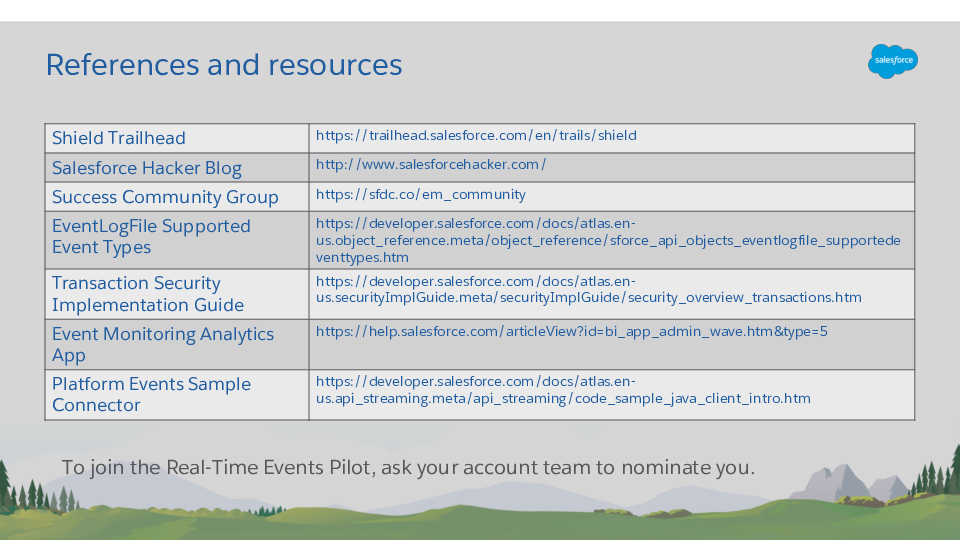 References and resources
salesforce
Shield Trailhead
https://trailhead.salesforce.com/en/trails/shield
Salesforce Hacker Blog
http://www.salesforcehacker.com/
Success Community Group
https://sfdc.co/em_community
EventLogFile Supported
Event Types
https://developer.salesforce.com/docs/atlas.en-
us.object_reference.meta/object_reference/sforce_api_objects_eventlogfile_supportede
venttypes.htm
Transaction Security
Implementation Guide
https://developer.salesforce.com/docs/atlas.en-
us.securityImplGuide.meta/securityImplGuide/security_overview_transactions.htm
Event Monitoring Analytics
App
https://help.salesforce.com/articleView?id=bi_app_admin_wave.htm&type=5
Platform Events Sample
Connector
https://developer.salesforce.com/docs/atlas.en-
us.api_streaming.meta/api_streaming/code_sample_java_client_intro.htm
To join the Real-Time Events Pilot, ask your account team to nominate you.